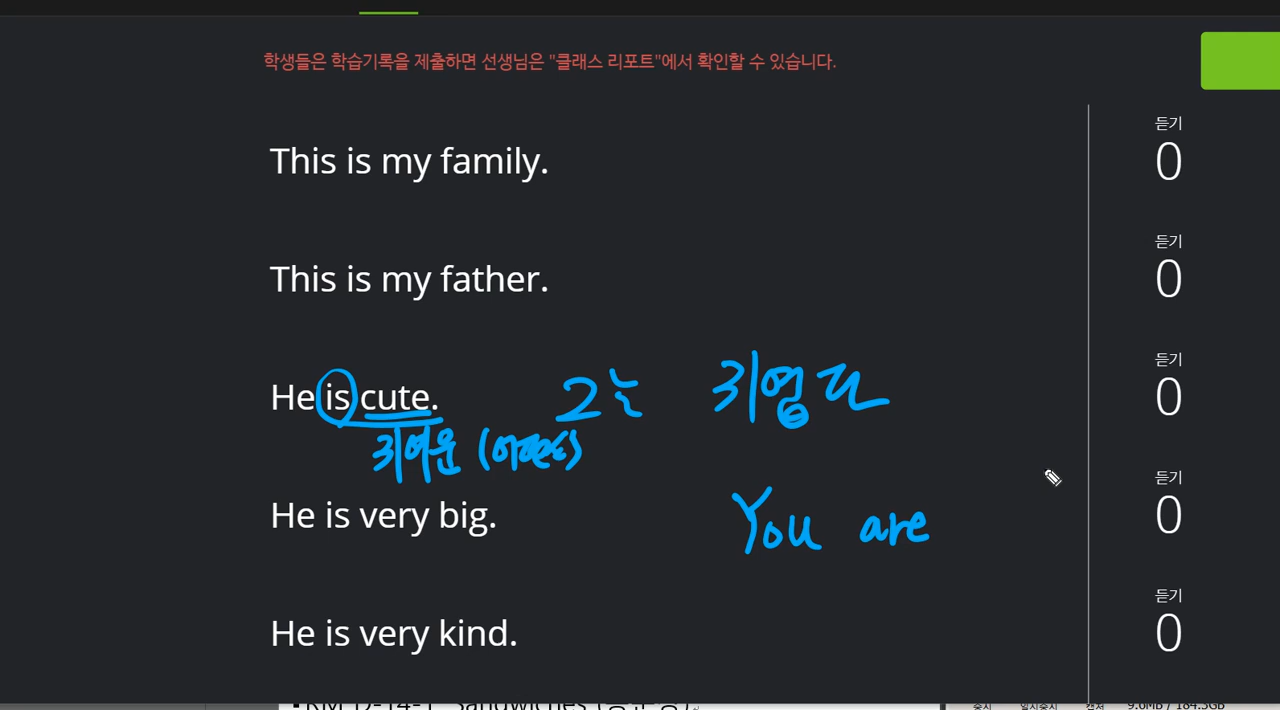 학생들은 학습기록을 제출하면 선생님은 "클래스 리포트"에서 확인할 수 있습니다.
듣기
This is my family.
0
듣기
This is my father.
0
듣기
He is cute. 그는 귀엽다
0
귀여운
듣기
He is very big. You are
0
듣기
He is very kind.
0